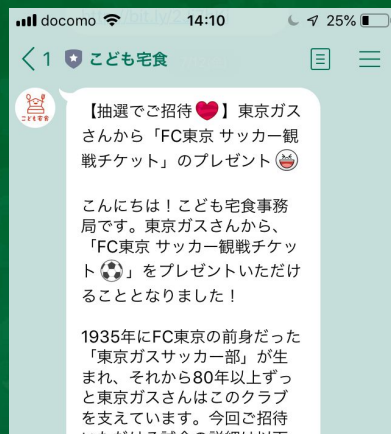 docomo 14:10 25%
1 こども宅食
こども宅食
【抽選でご招待❤】東京ガス
さんから「FC東京 サッカー観
戦チケット」のプレゼント
こんにちは！こども宅食事務
局です。東京ガスさんから、
「FC東京 サッカー観戦チケッ
ト⚽」をプレゼントいただけ
ることとなりました！
1935年にFC東京の前身だった
「東京ガスサッカー部」が生
まれ、それから80年以上ずっ
と東京ガスさんはこのクラブ
を支えています。今回ご招待